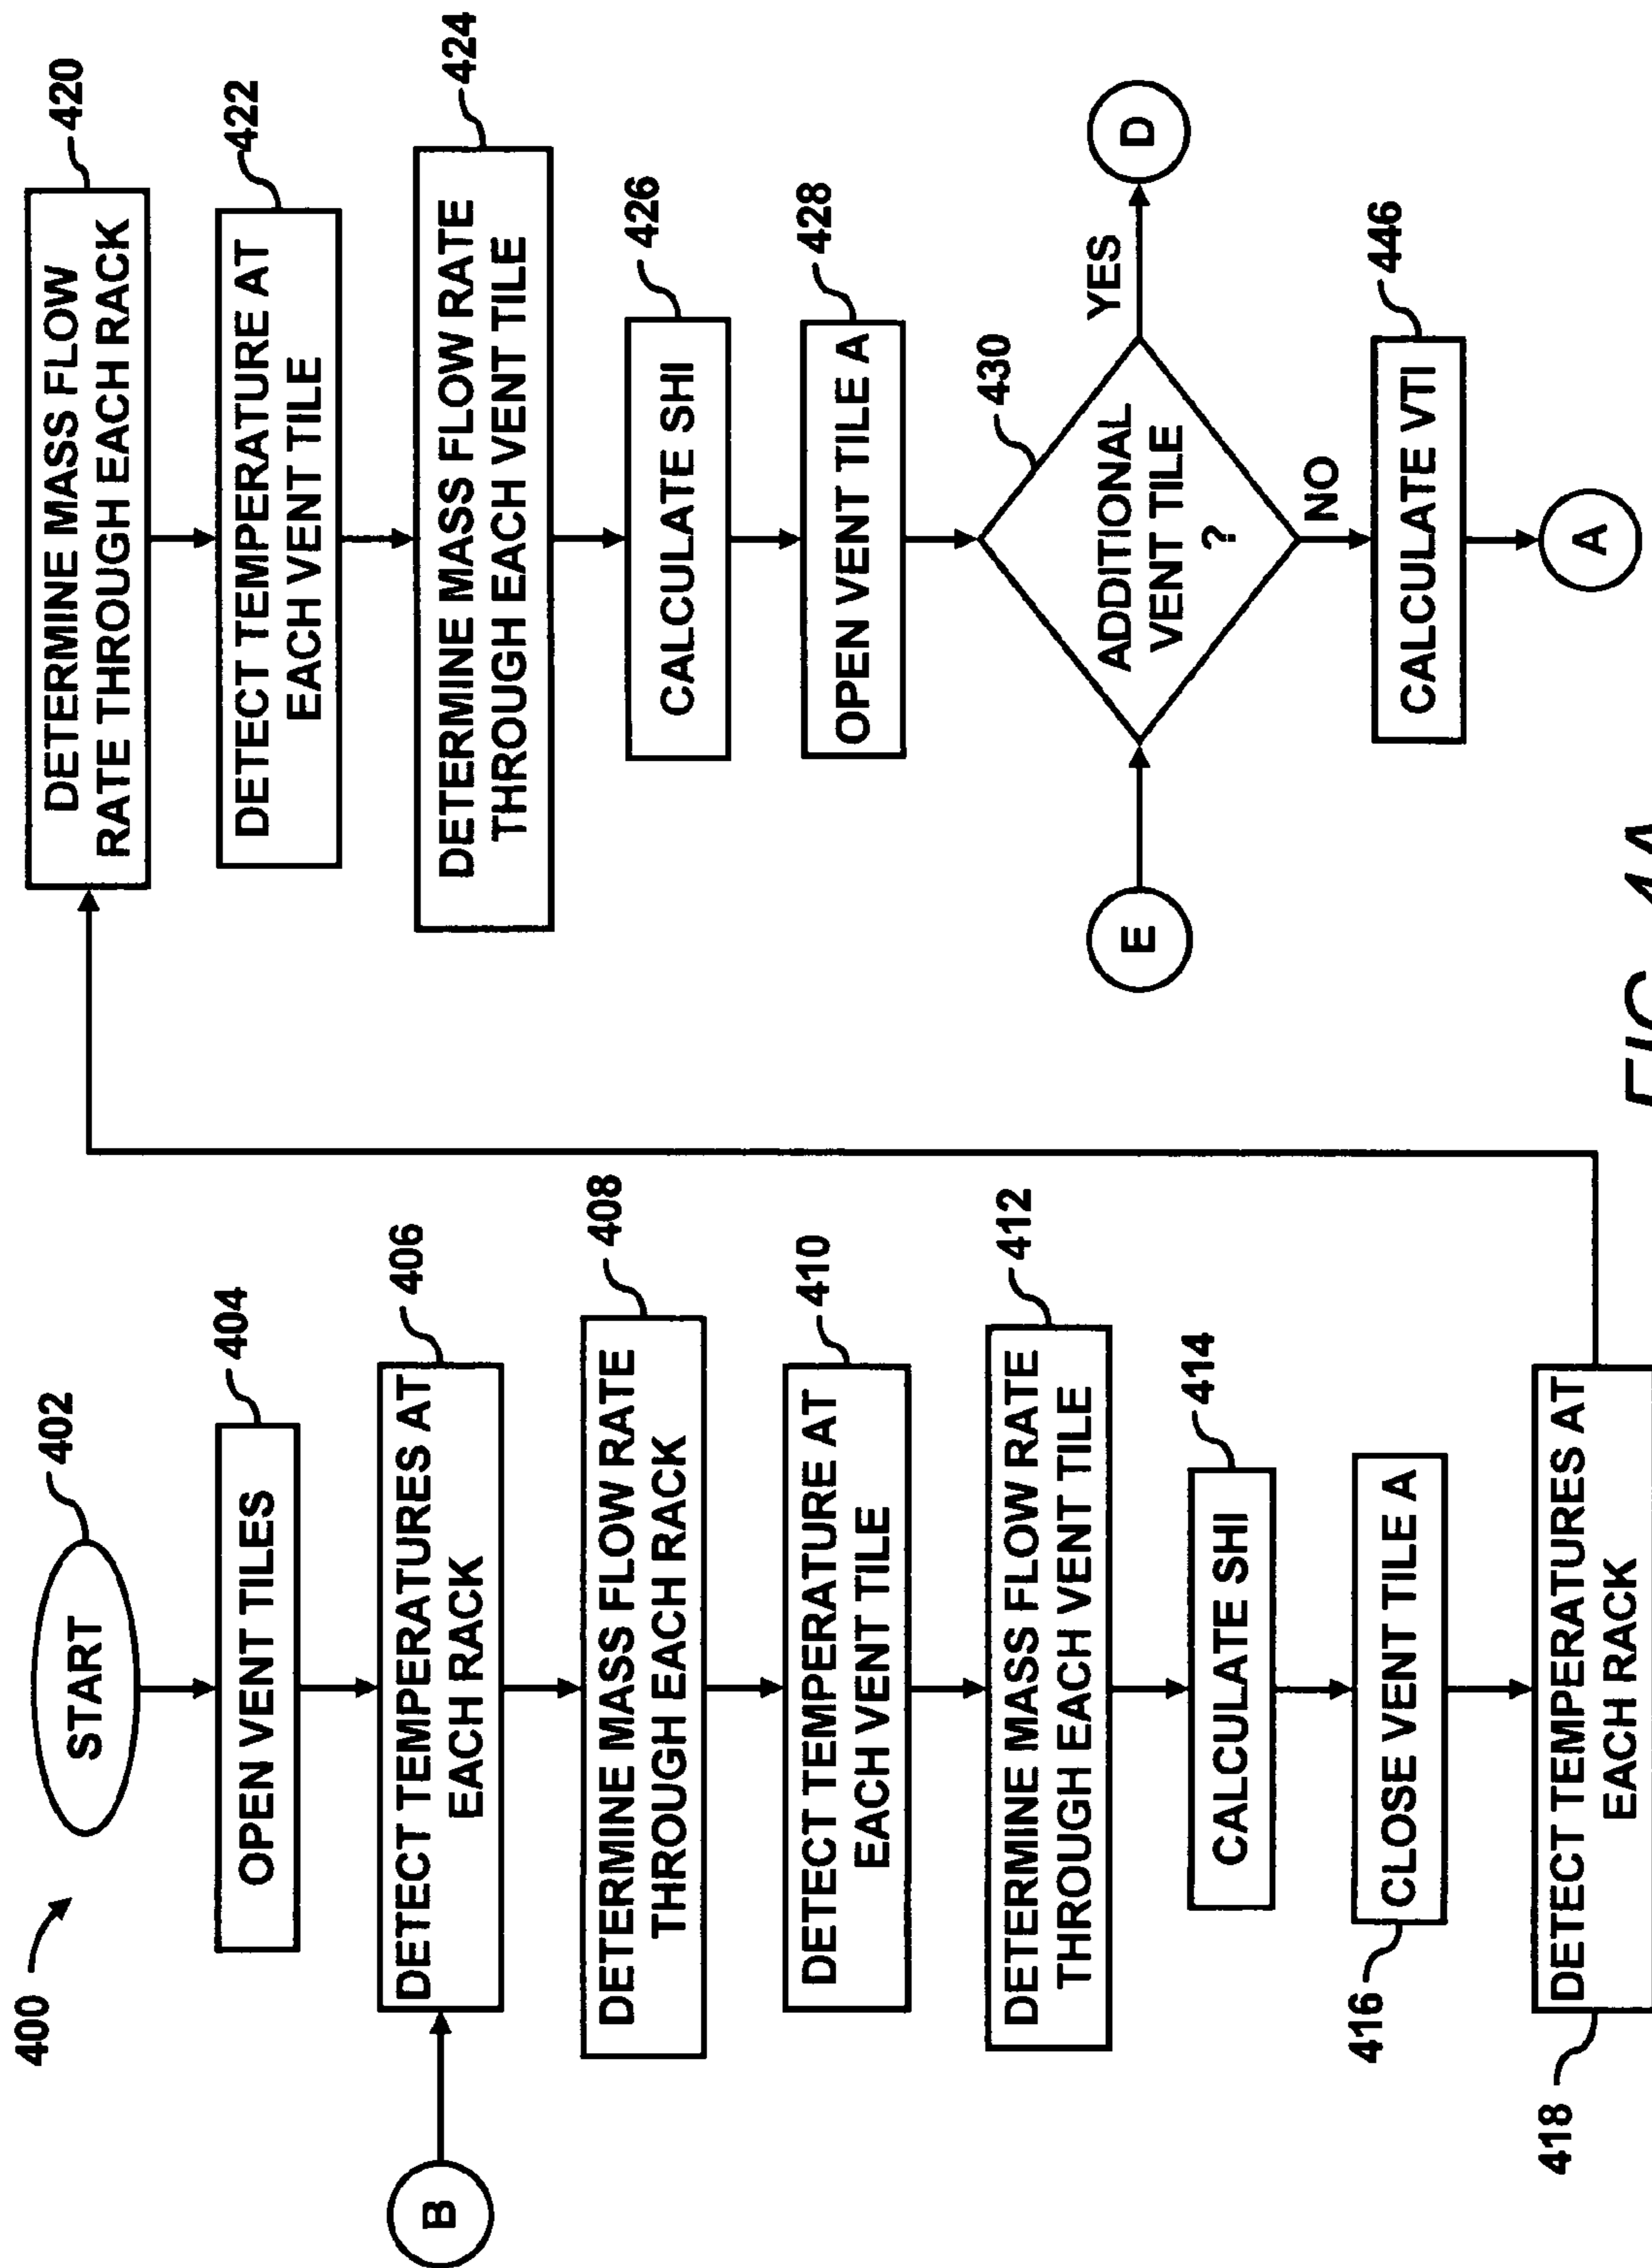 400
START
402
OPEN VENT TILES
404
B
DETECT TEMPERATURES AT
EACH RACK
406
DETERMINE MASS FLOW RATE
THROUGH EACH RACK
408
DETECT TEMPERATURE AT
EACH VENT TILE
410
DETERMINE MASS FLOW RATE
THROUGH EACH VENT TILE
412
CALCULATE SHI
414
CLOSE VENT TILE A
416
DETECT TEMPERATURES AT
EACH RACK
418
DETERMINE MASS FLOW
RATE THROUGH EACH RACK
420
DETECT TEMPERATURE AT
EACH VENT TILE
422
DETERMINE MASS FLOW RATE
THROUGH EACH VENT TILE
424
CALCULATE SHI
426
OPEN VENT TILE A
428
E
ADDITIONAL
VENT TILE
?
430
YES
D
NO
CALCULATE VTI
446
A
FIG. 4A